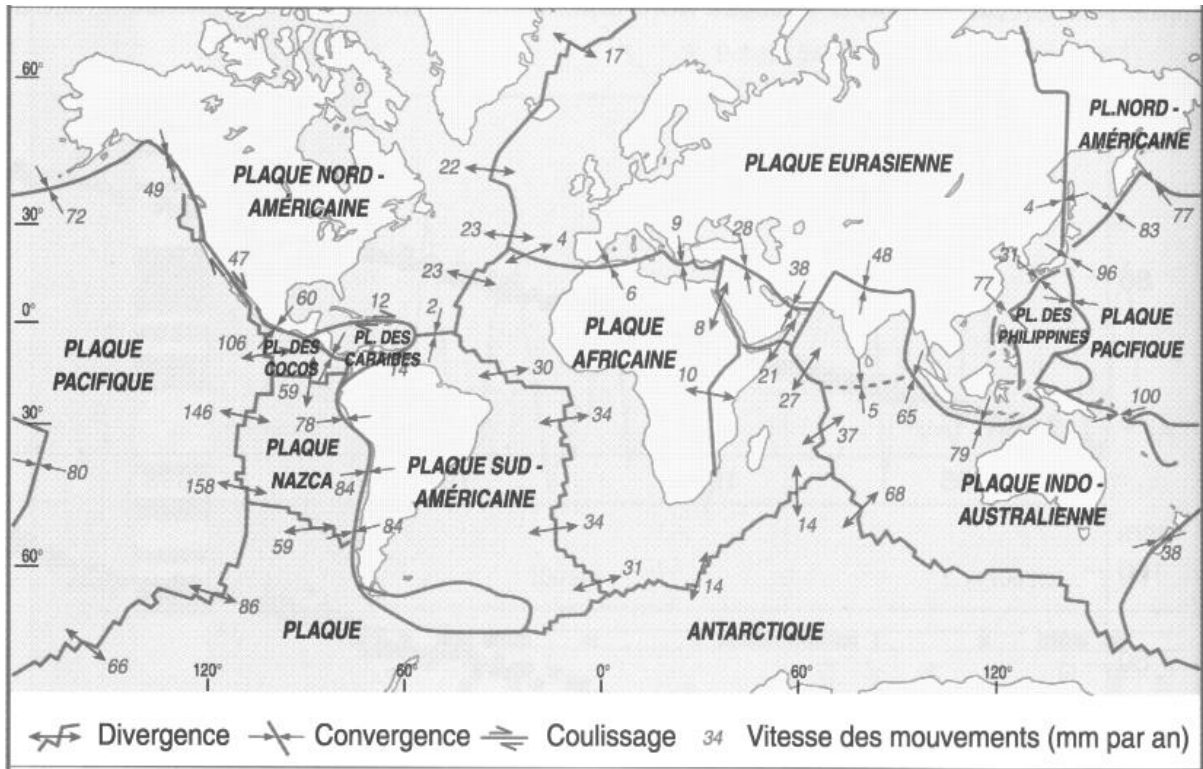 17
60°
PL.NORD -
AMÉRICAINE
PLAQUE EURASIENNE
PLAQUE NORD -
AMÉRICAINE
22
49
72
77
30°
4
83
23
4
9
28
48
47
38
31
96
23
6
77
60
12
2
0°
8
PL. DES
PHILIPPINES
PLAQUE
PACIFIQUE
PLAQUE
AFRICAINE
PLAQUE
PACIFIQUE
106
PL. DES
COCOS
PL. DES
CARAIDES
14
59
30
21
10
27
5
65
100
30°
146
78
34
37
79
80
PLAQUE
NAZCA
PLAQUE SUD -
AMÉRICAINE
PLAQUE INDO -
AUSTRALIENNE
158
84
84
59
34
68
14
38
60°
31
14
86
66
PLAQUE
ANTARCTIQUE
120°
60°
0°
60°
120°
Divergence
Convergence
Coulissage
34 Vitesse des mouvements (mm par an)